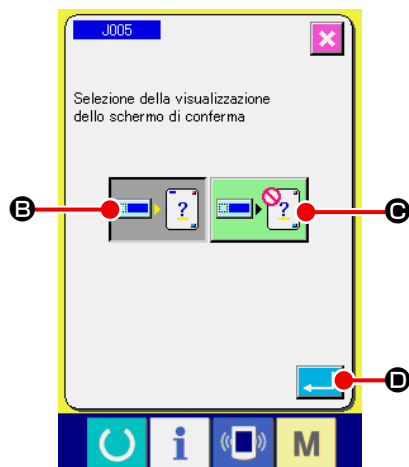 J005
Selezione della visualizzazione
dello schermo di conferma
B
?
?
C
D
i
M